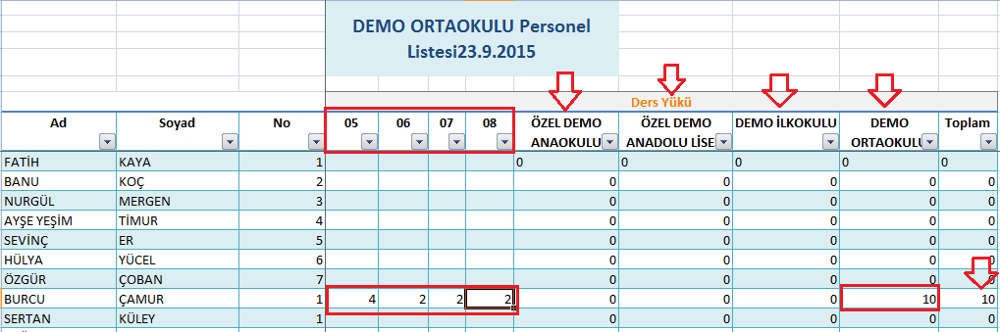 DEMO ORTAOKULU Personel
Listesi23.9.2015
Ders Yükü
Ad Soyad No 05 06 07 08 ÖZEL DEMO ANAOKULU ÖZEL DEMO ANADOLU LİSE DEMO İLKOKULU DEMO ORTAOKULU Toplam
FATİH KAYA 1 0 0 0 0 0
BANU KOÇ 2 0 0 0 0 0
NURGÜL MERGEN 3 0 0 0 0 0
AYŞE YEŞİM TİMUR 4 0 0 0 0 0
SEVİNÇ ER 5 0 0 0 0 0
HÜLYA YÜCEL 6 0 0 0 0 0
ÖZGÜR ÇOBAN 7 0 0 0 0 0
BURCU ÇAMUR 1 4 2 2 2 0 0 0 10 10
SERTAN KÜLEY 1 0 0 0 0 0